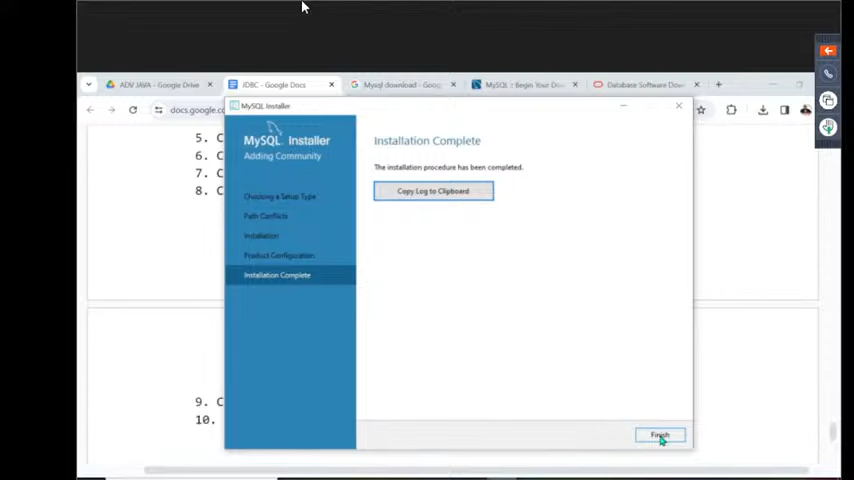 ADV JAVA - Google Drive
JDBC - Google Docs
Mysql download - Goog
MySQL :: Begin Your Dow
Database Software Dow
docs.google.co
MySQL Installer
5. C
6. C
7. C
8. C
MySQL Installer
Adding Community
Choosing a Setup Type
Path Conflicts
Installation
Product Configuration
Installation Complete
Installation Complete
The installation procedure has been completed.
Copy Log to Clipboard
Finish
9. C
10.